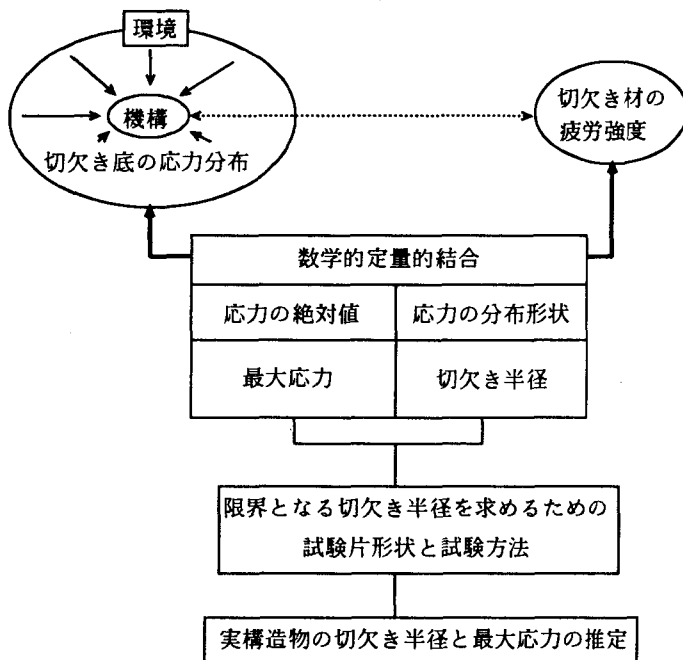 環境
機構
切欠き底の応力分布
切欠き材の
疲労強度
数学的定量的結合
応力の絶対値
応力の分布形状
最大応力
切欠き半径
限界となる切欠き半径を求めるための
試験片形状と試験方法
実構造物の切欠き半径と最大応力の推定